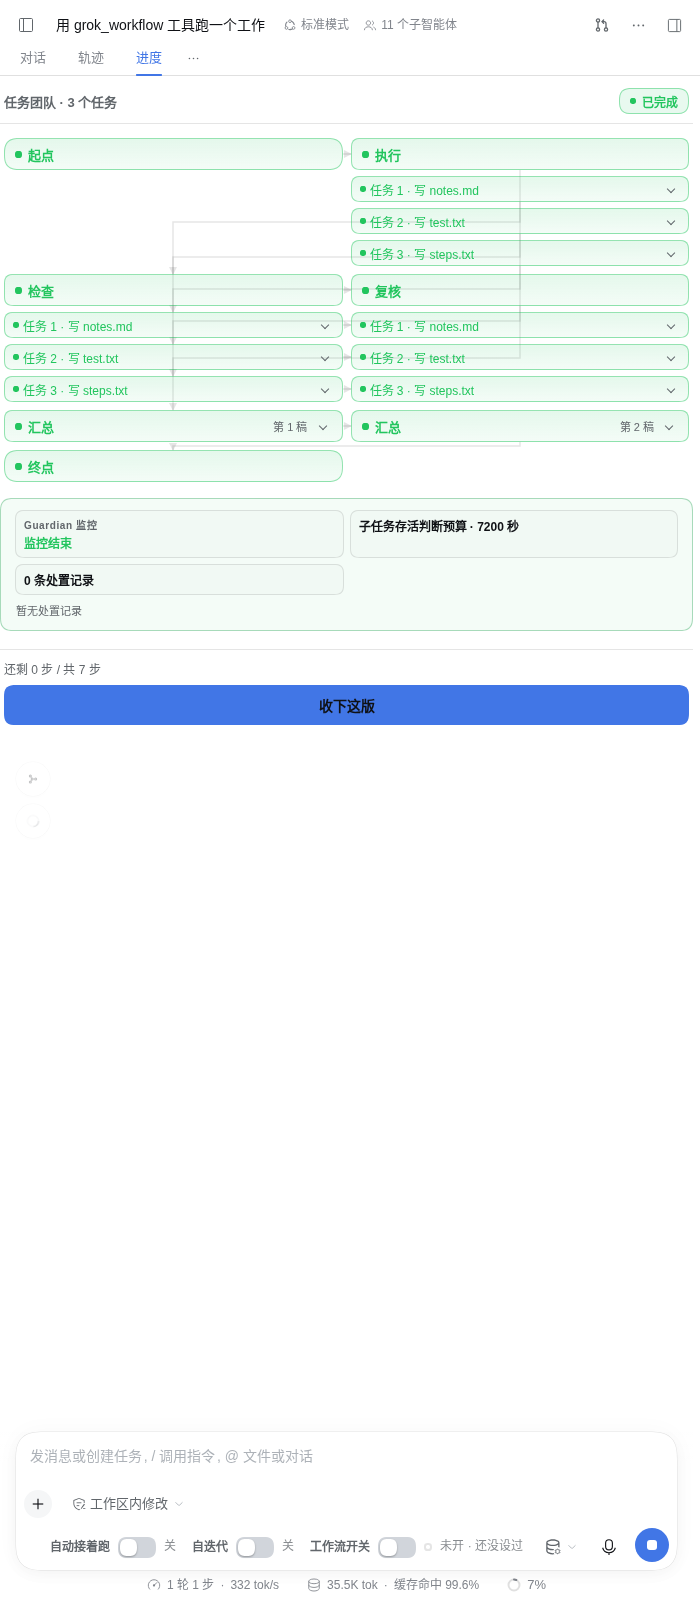 用 grok_workflow 工具跑一个工作 标准模式 11 个子智能体
对话 轨迹 进度 ...
任务团队 · 3 个任务 已完成
起点 执行
任务 1 · 写 notes.md
任务 2 · 写 test.txt
任务 3 · 写 steps.txt
检查 复核
任务 1 · 写 notes.md 任务 1 · 写 notes.md
任务 2 · 写 test.txt 任务 2 · 写 test.txt
任务 3 · 写 steps.txt 任务 3 · 写 steps.txt
汇总 第 1 稿 汇总 第 2 稿
终点
Guardian 监控 子任务存活判断预算 · 7200 秒
监控结束
0 条处置记录
暂无处置记录
还剩 0 步 / 共 7 步
收下这版
发消息或创建任务, / 调用指令, @ 文件或对话
工作区内修改
自动接着跑 关 自迭代 关 工作流开关 未开 · 还没设过
1 轮 1 步 · 332 tok/s 35.5K tok · 缓存命中 99.6% 7%